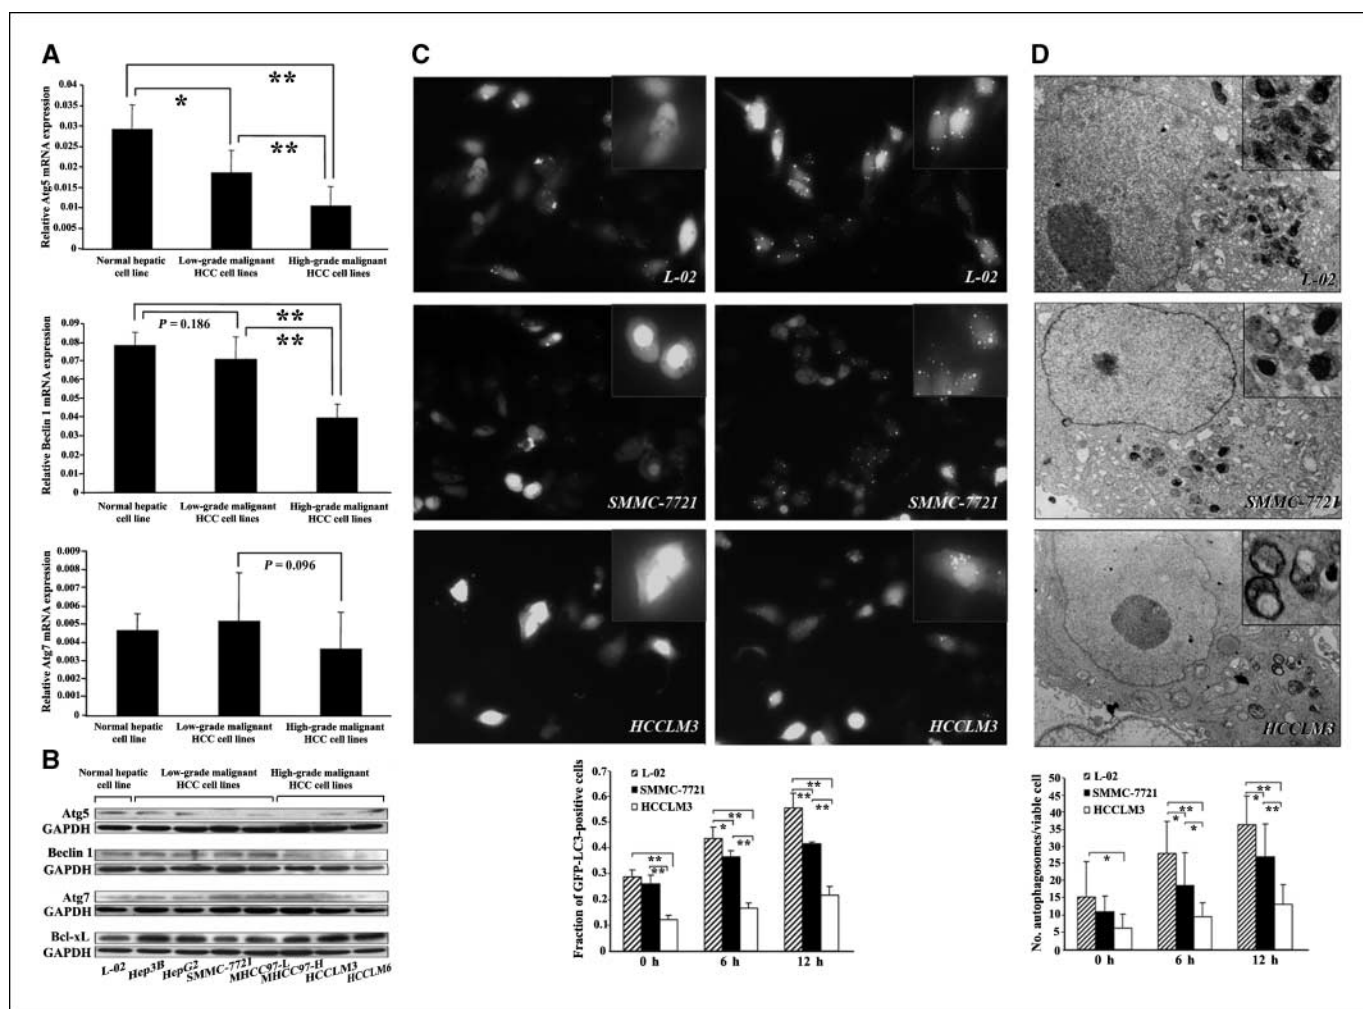 A
**
*
**
Relative Atg5 mRNA expression
0.04
0.035
0.03
0.025
0.02
0.015
0.01
0.005
0
Normal hepatic cell line
Low-grade malignant HCC cell lines
High-grade malignant HCC cell lines
**
P = 0.186
**
Relative Beclin 1 mRNA expression
0.09
0.08
0.07
0.06
0.05
0.04
0.03
0.02
0.01
0
Normal hepatic cell line
Low-grade malignant HCC cell lines
High-grade malignant HCC cell lines
P = 0.096
Relative Atg7 mRNA expression
0.009
0.008
0.007
0.006
0.005
0.004
0.003
0.002
0.001
0
Normal hepatic cell line
Low-grade malignant HCC cell lines
High-grade malignant HCC cell lines
B
Normal hepatic cell line
Low-grade malignant HCC cell lines
High-grade malignant HCC cell lines
Atg5
GAPDH
Beclin 1
GAPDH
Atg7
GAPDH
Bcl-xL
GAPDH
L-02
Hep3B
HepG2
SMMC-7721
MHCC97-L
MHCC97-H
HCCLM3
HCCLM6
C
L-02
L-02
SMMC-7721
SMMC-7721
HCCLM3
HCCLM3
Fraction of GFP-LC3-positive cells
0.7
0.6
0.5
0.4
0.3
0.2
0.1
0
L-02
SMMC-7721
HCCLM3
**
**
**
*
**
**
**
**
0 h
6 h
12 h
D
L-02
SMMC-7721
HCCLM3
No. autophagosomes/viable cell
50
45
40
35
30
25
20
15
10
5
0
L-02
SMMC-7721
HCCLM3
*
**
*
*
**
*
**
0 h
6 h
12 h